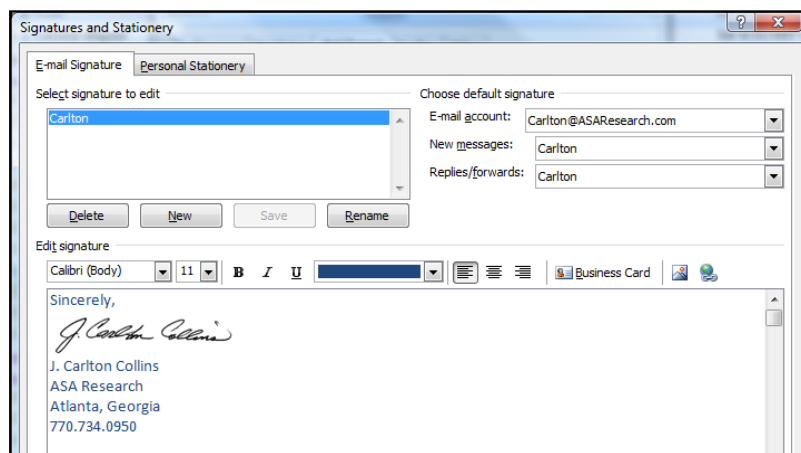 Signatures and Stationery
E-mail Signature Personal Stationery
Select signature to edit
Carlton
Delete New Save Rename
Choose default signature
E-mail account: Carlton@ASAResearch.com
New messages: Carlton
Replies/forwards: Carlton
Edit signature
Calibri (Body) 11 B I U Business Card
Sincerely,
J. Carlton Collins
J. Carlton Collins
ASA Research
Atlanta, Georgia
770.734.0950